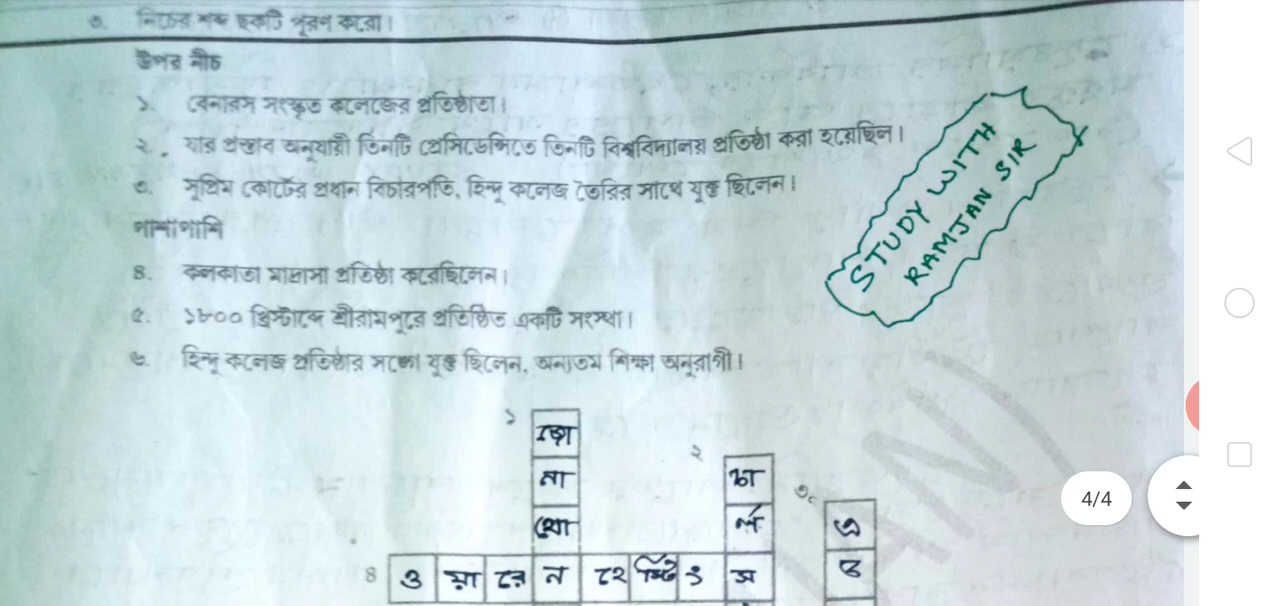 ৩. নিচের শব্দ ছকটি পূরণ করো।
উপর নীচ
১. বেনারস সংস্কৃত কলেজের প্রতিষ্ঠাতা।
২. যার প্রস্তাব অনুযায়ী তিনটি প্রেসিডেন্সিতে তিনটি বিশ্ববিদ্যালয় প্রতিষ্ঠা করা হয়েছিল।
৩. সুপ্রিম কোর্টের প্রধান বিচারপতি, হিন্দু কলেজ তৈরির সাথে যুক্ত ছিলেন।
পাশাপাশি
৪. কলকাতা মাদ্রাসা প্রতিষ্ঠা করেছিলেন।
৫. ১৮০০ খ্রিস্টাব্দে শ্রীরামপুরে প্রতিষ্ঠিত একটি সংস্থা।
৬. হিন্দু কলেজ প্রতিষ্ঠার সঙ্গে যুক্ত ছিলেন, অন্যতম শিক্ষা অনুরাগী।
STUDY WITH
RAMJAN SIR
১ জো
২
না চা
৩
থো র্ল এ
4/4
৪ ও য়া রে ন হে স্টিং স ড